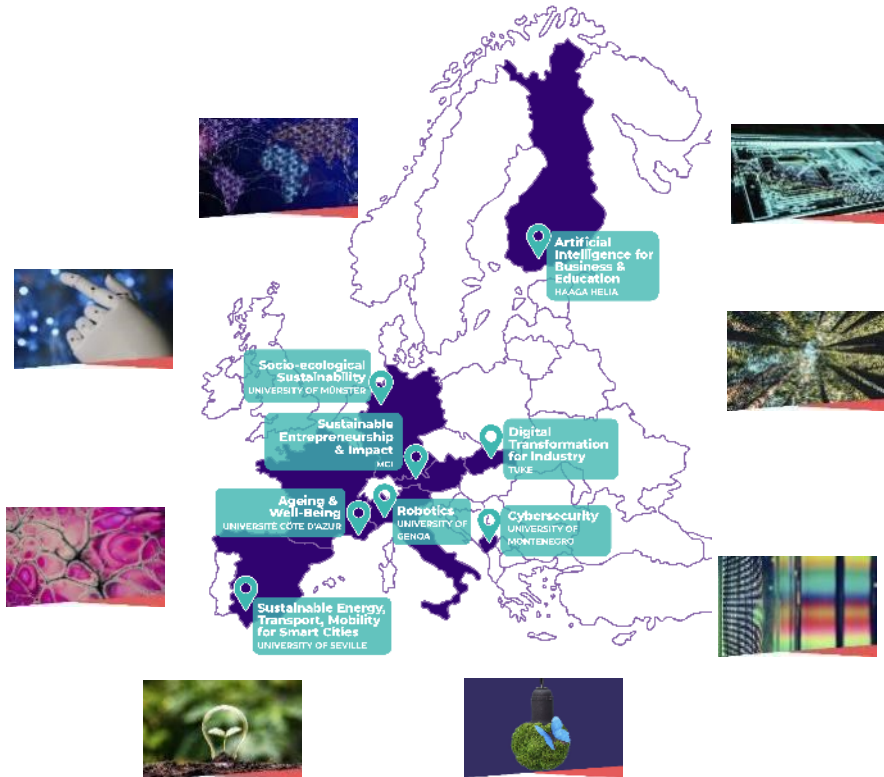 Artificial
Intelligence for
Business &
Education
HAAGA HELIA
Socio-ecological
Sustainability
UNIVERSITY OF MÜNSTER
Sustainable
Entrepreneurship
& Impact
MCI
Digital
Transformation
for Industry
TUKE
Ageing &
Well-Being
UNIVERSITÉ CÔTE D'AZUR
Robotics
UNIVERSITY OF
GENOA
Cybersecurity
UNIVERSITY OF
MONTENEGRO
Sustainable Energy,
Transport, Mobility
for Smart Cities
UNIVERSITY OF SEVILLE